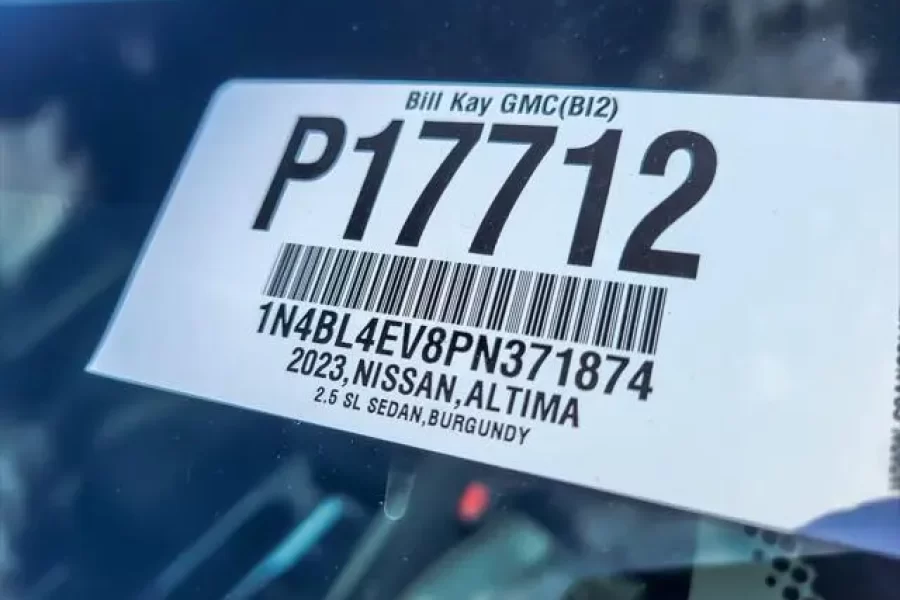 Bill Kay GMC(BI2)
P17712
1N4BL4EV8PN371874
2023,NISSAN,ALTIMA
2.5 SL SEDAN,BURGUNDY